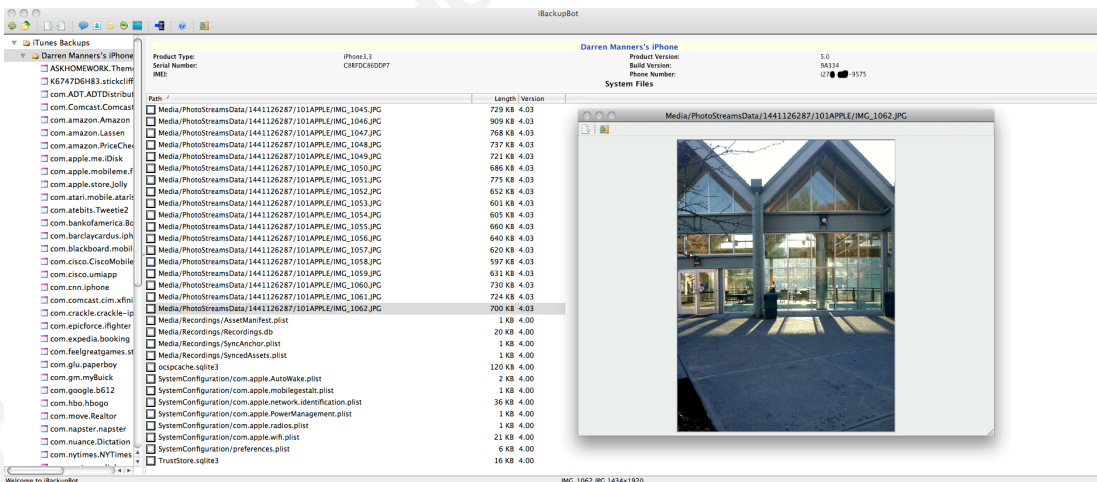 iBackupBot
iTunes Backups
Darren Manners's iPhone
ASKHOMEWORK.Them
K6747D6H83.stickcliff
com.ADT.ADTDistribut
com.Comcast.Comcast
com.amazon.Amazon
com.amazon.Lassen
com.amazon.PriceChec
com.apple.me.iDisk
com.apple.mobileme.f
com.apple.store.Jolly
com.atari.mobile.ataris
com.atebits.Tweetie2
com.bankofamerica.Bo
com.barclaycardus.iph
com.blackboard.mobil
com.cisco.CiscoMobile
com.cisco.umiapp
com.cnn.iphone
com.comcast.cim.xfini
com.crackle.crackle-ip
com.epicforce.ifighter
com.expedia.booking
com.feelgreatgames.st
com.glu.paperboy
com.gm.myBuick
com.google.b612
com.hbo.hbogo
com.move.Realtor
com.napster.napster
com.nuance.Dictation
com.nytimes.NYTimes
Darren Manners's iPhone
Product Type: iPhone3,3 Product Version: 5.0
Serial Number: C8RFDC86DDP7 Build Version: 9A334
IMEI: Phone Number: -9575
System Files
Path Length Version
Media/PhotoStreamsData/1441126287/101APPLE/IMG_1045.JPG 729 KB 4.03
Media/PhotoStreamsData/1441126287/101APPLE/IMG_1046.JPG 909 KB 4.03
Media/PhotoStreamsData/1441126287/101APPLE/IMG_1047.JPG 768 KB 4.03
Media/PhotoStreamsData/1441126287/101APPLE/IMG_1048.JPG 737 KB 4.03
Media/PhotoStreamsData/1441126287/101APPLE/IMG_1049.JPG 721 KB 4.03
Media/PhotoStreamsData/1441126287/101APPLE/IMG_1050.JPG 686 KB 4.03
Media/PhotoStreamsData/1441126287/101APPLE/IMG_1051.JPG 775 KB 4.03
Media/PhotoStreamsData/1441126287/101APPLE/IMG_1052.JPG 652 KB 4.03
Media/PhotoStreamsData/1441126287/101APPLE/IMG_1053.JPG 601 KB 4.03
Media/PhotoStreamsData/1441126287/101APPLE/IMG_1054.JPG 605 KB 4.03
Media/PhotoStreamsData/1441126287/101APPLE/IMG_1055.JPG 660 KB 4.03
Media/PhotoStreamsData/1441126287/101APPLE/IMG_1056.JPG 640 KB 4.03
Media/PhotoStreamsData/1441126287/101APPLE/IMG_1057.JPG 620 KB 4.03
Media/PhotoStreamsData/1441126287/101APPLE/IMG_1058.JPG 597 KB 4.03
Media/PhotoStreamsData/1441126287/101APPLE/IMG_1059.JPG 631 KB 4.03
Media/PhotoStreamsData/1441126287/101APPLE/IMG_1060.JPG 730 KB 4.03
Media/PhotoStreamsData/1441126287/101APPLE/IMG_1061.JPG 724 KB 4.03
Media/PhotoStreamsData/1441126287/101APPLE/IMG_1062.JPG 700 KB 4.03
Media/Recordings/AssetManifest.plist 1 KB 4.00
Media/Recordings/Recordings.db 20 KB 4.00
Media/Recordings/SyncAnchor.plist 1 KB 4.00
Media/Recordings/SyncedAssets.plist 1 KB 4.00
ocspcache.sqlite3 120 KB 4.00
SystemConfiguration/com.apple.AutoWake.plist 2 KB 4.00
SystemConfiguration/com.apple.mobilegestalt.plist 1 KB 4.00
SystemConfiguration/com.apple.network.identification.plist 36 KB 4.00
SystemConfiguration/com.apple.PowerManagement.plist 1 KB 4.00
SystemConfiguration/com.apple.radios.plist 1 KB 4.00
SystemConfiguration/com.apple.wifi.plist 21 KB 4.00
SystemConfiguration/preferences.plist 6 KB 4.00
TrustStore.sqlite3 16 KB 4.00
Media/PhotoStreamsData/1441126287/101APPLE/IMG_1062.JPG
Welcome to iBackupBot IMG_1062.JPG 1434x1920